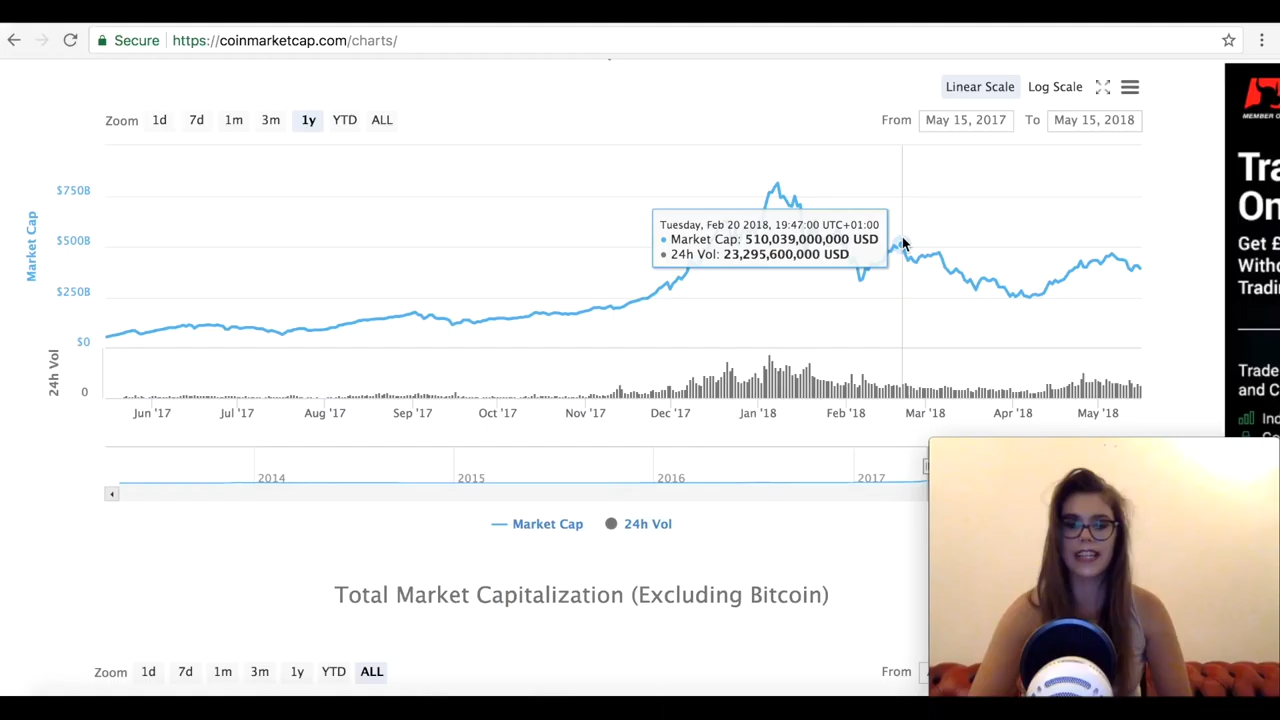 Secure https://coinmarketcap.com/charts/
Linear Scale Log Scale
Zoom 1d 7d 1m 3m 1y YTD ALL From May 15, 2017 To May 15, 2018
MEMBER O
$750B
$500B
$250B
$0
Market Cap
Tuesday, Feb 20 2018, 19:47:00 UTC+01:00
Market Cap: 510,039,000,000 USD
24h Vol: 23,295,600,000 USD
24h Vol
0
Jun '17 Jul '17 Aug '17 Sep '17 Oct '17 Nov '17 Dec '17 Jan '18 Feb '18 Mar '18 Apr '18 May '18
2014 2015 2016 2017
Market Cap 24h Vol
Total Market Capitalization (Excluding Bitcoin)
Zoom 1d 7d 1m 3m 1y YTD ALL From
Tra
On
Get £
Witho
Tradin
Trade
and C
Ind